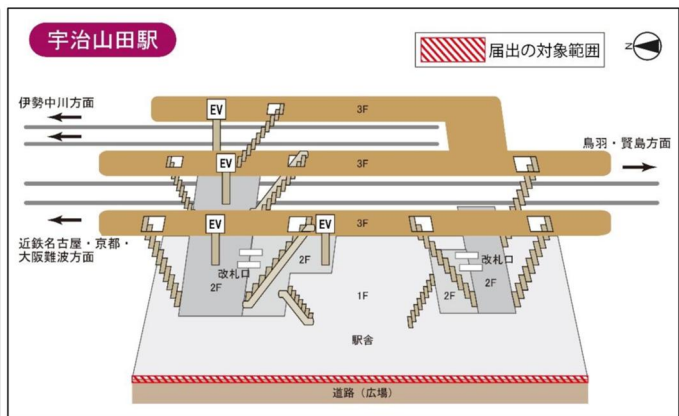 宇治山田駅
届出の対象範囲
N
伊勢中川方面
EV
3F
鳥羽・賢島方面
EV
3F
EV
EV
3F
近鉄名古屋・京都・
大阪難波方面
改札口
2F
2F
改札口
2F
2F
1F
駅舎
道路（広場）